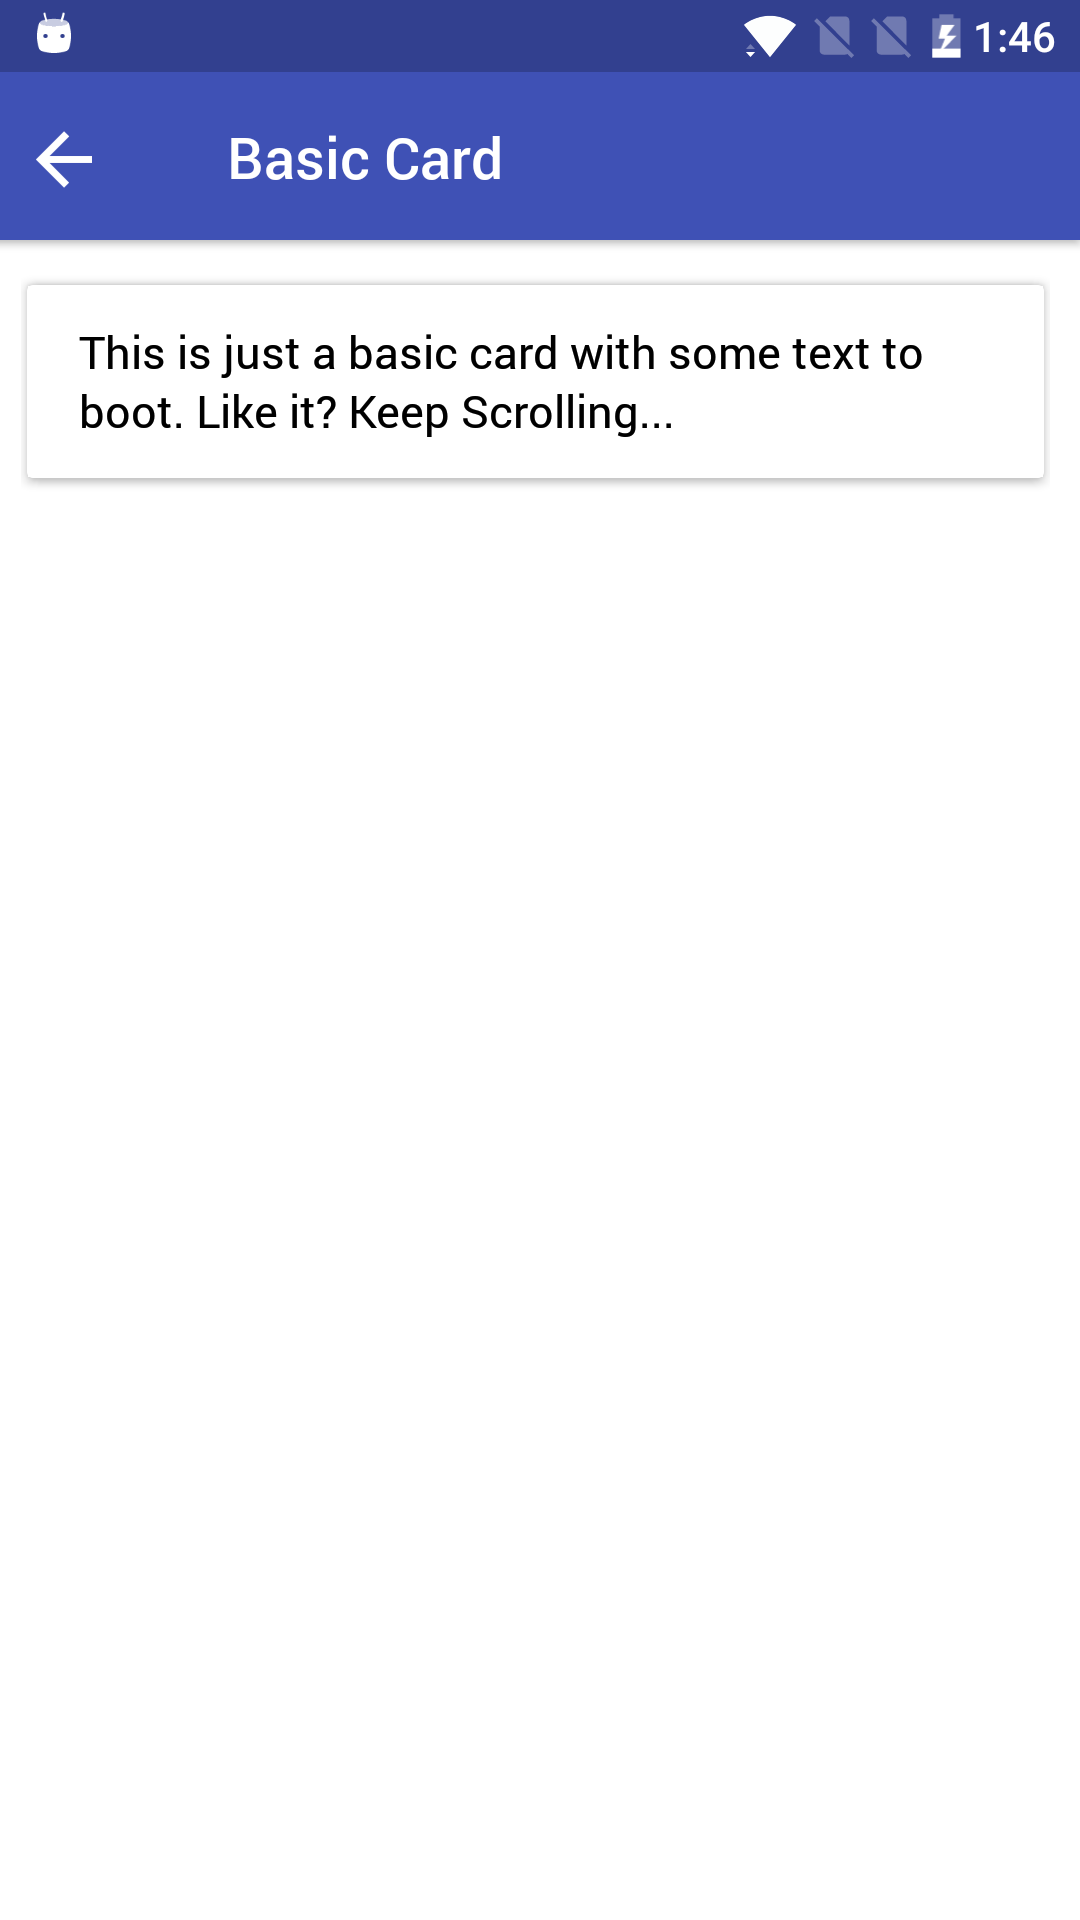 1:46
Basic Card
This is just a basic card with some text to
boot. Like it? Keep Scrolling...